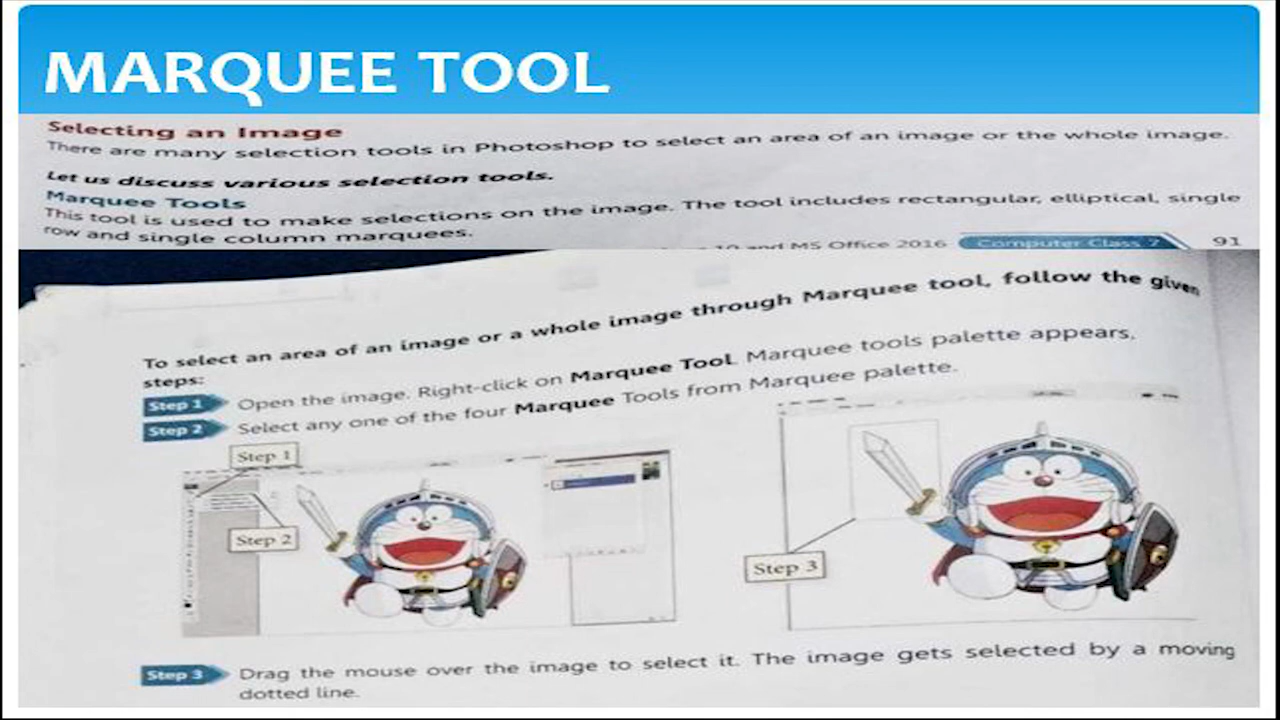 MARQUEE TOOL
Selecting an Image
There are many selection tools in Photoshop to select an area of an image or the whole image.
Let us discuss various selection tools.
Marquee Tools
This tool is used to make selections on the image. The tool includes rectangular, elliptical, single
row and single column marquees.
10 and MS Office 2016 Computer Class 7 91
To select an area of an image or a whole image through Marquee tool, follow the given
steps:
Step 1 Open the image. Right-click on Marquee Tool. Marquee tools palette appears.
Step 2 Select any one of the four Marquee Tools from Marquee palette.
Step 1
Step 2
Step 3
Step 3 Drag the mouse over the image to select it. The image gets selected by a moving
dotted line.